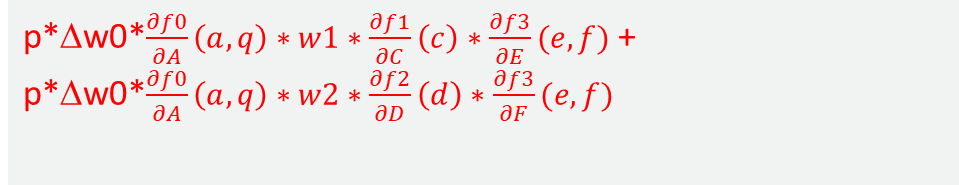 p*Δw0*∂f0/∂A (a,q) * w1 * ∂f1/∂C (c) * ∂f3/∂E (e,f) +
p*Δw0*∂f0/∂A (a,q) * w2 * ∂f2/∂D (d) * ∂f3/∂F (e,f)